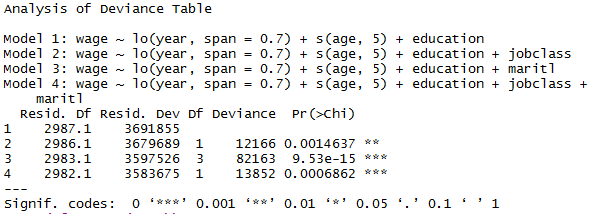 Analysis of Deviance Table
Model 1: wage ~ lo(year, span = 0.7) + s(age, 5) + education
Model 2: wage ~ lo(year, span = 0.7) + s(age, 5) + education + jobclass
Model 3: wage ~ lo(year, span = 0.7) + s(age, 5) + education + maritl
Model 4: wage ~ lo(year, span = 0.7) + s(age, 5) + education + jobclass +
    maritl
  Resid. Df Resid. Dev Df Deviance  Pr(>Chi)
1    2987.1    3691855
2    2986.1    3679689  1    12166 0.0014637 **
3    2983.1    3597526  3    82163  9.53e-15 ***
4    2982.1    3583675  1    13852 0.0006862 ***
---
Signif. codes:  0 ‘***’ 0.001 ‘**’ 0.01 ‘*’ 0.05 ‘.’ 0.1 ‘ ’ 1